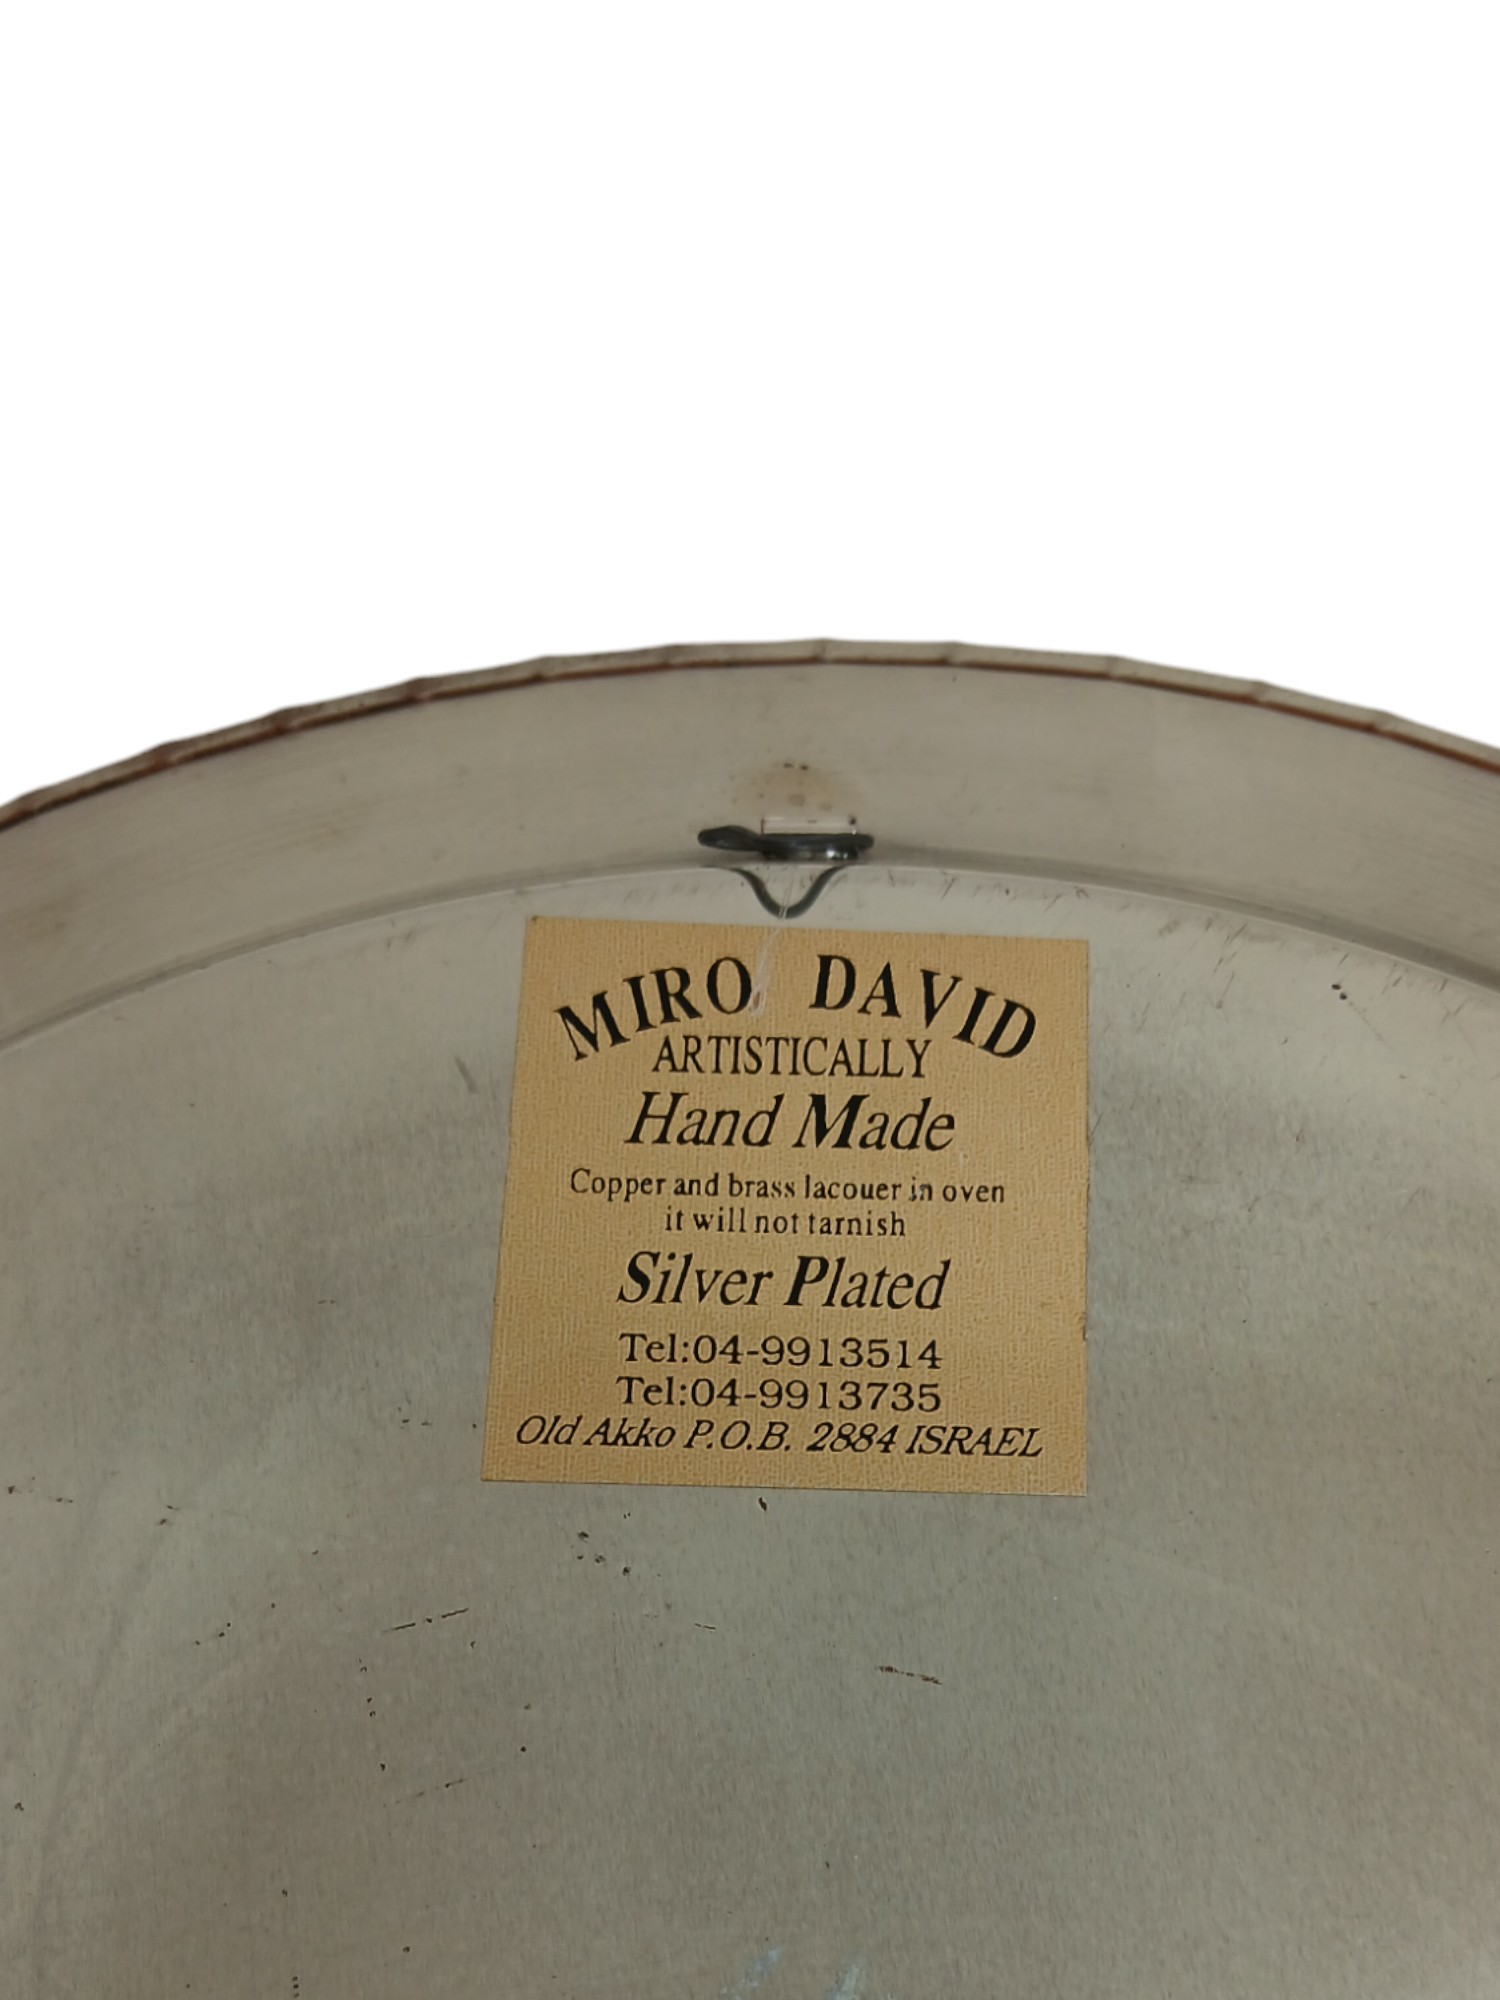 MIRO DAVID
ARTISTICALLY
Hand Made
Copper and brass lacouer in oven
it will not tarnish
Silver Plated
Tel:04-9913514
Tel:04-9913735
Old Akko P.O.B. 2884 ISRAEL